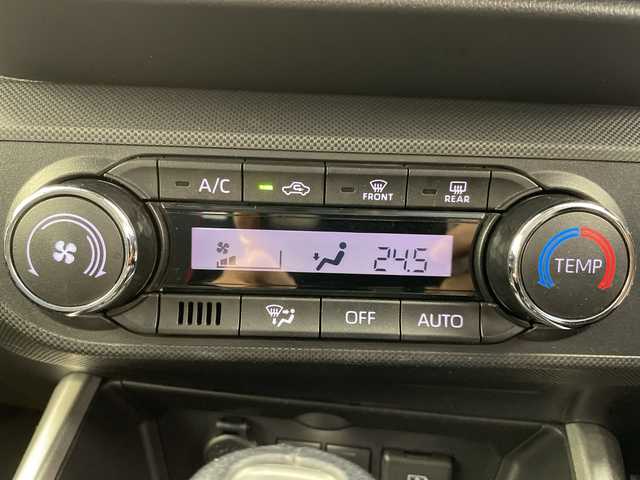 A/C
FRONT
REAR
24.5
TEMP
OFF
AUTO